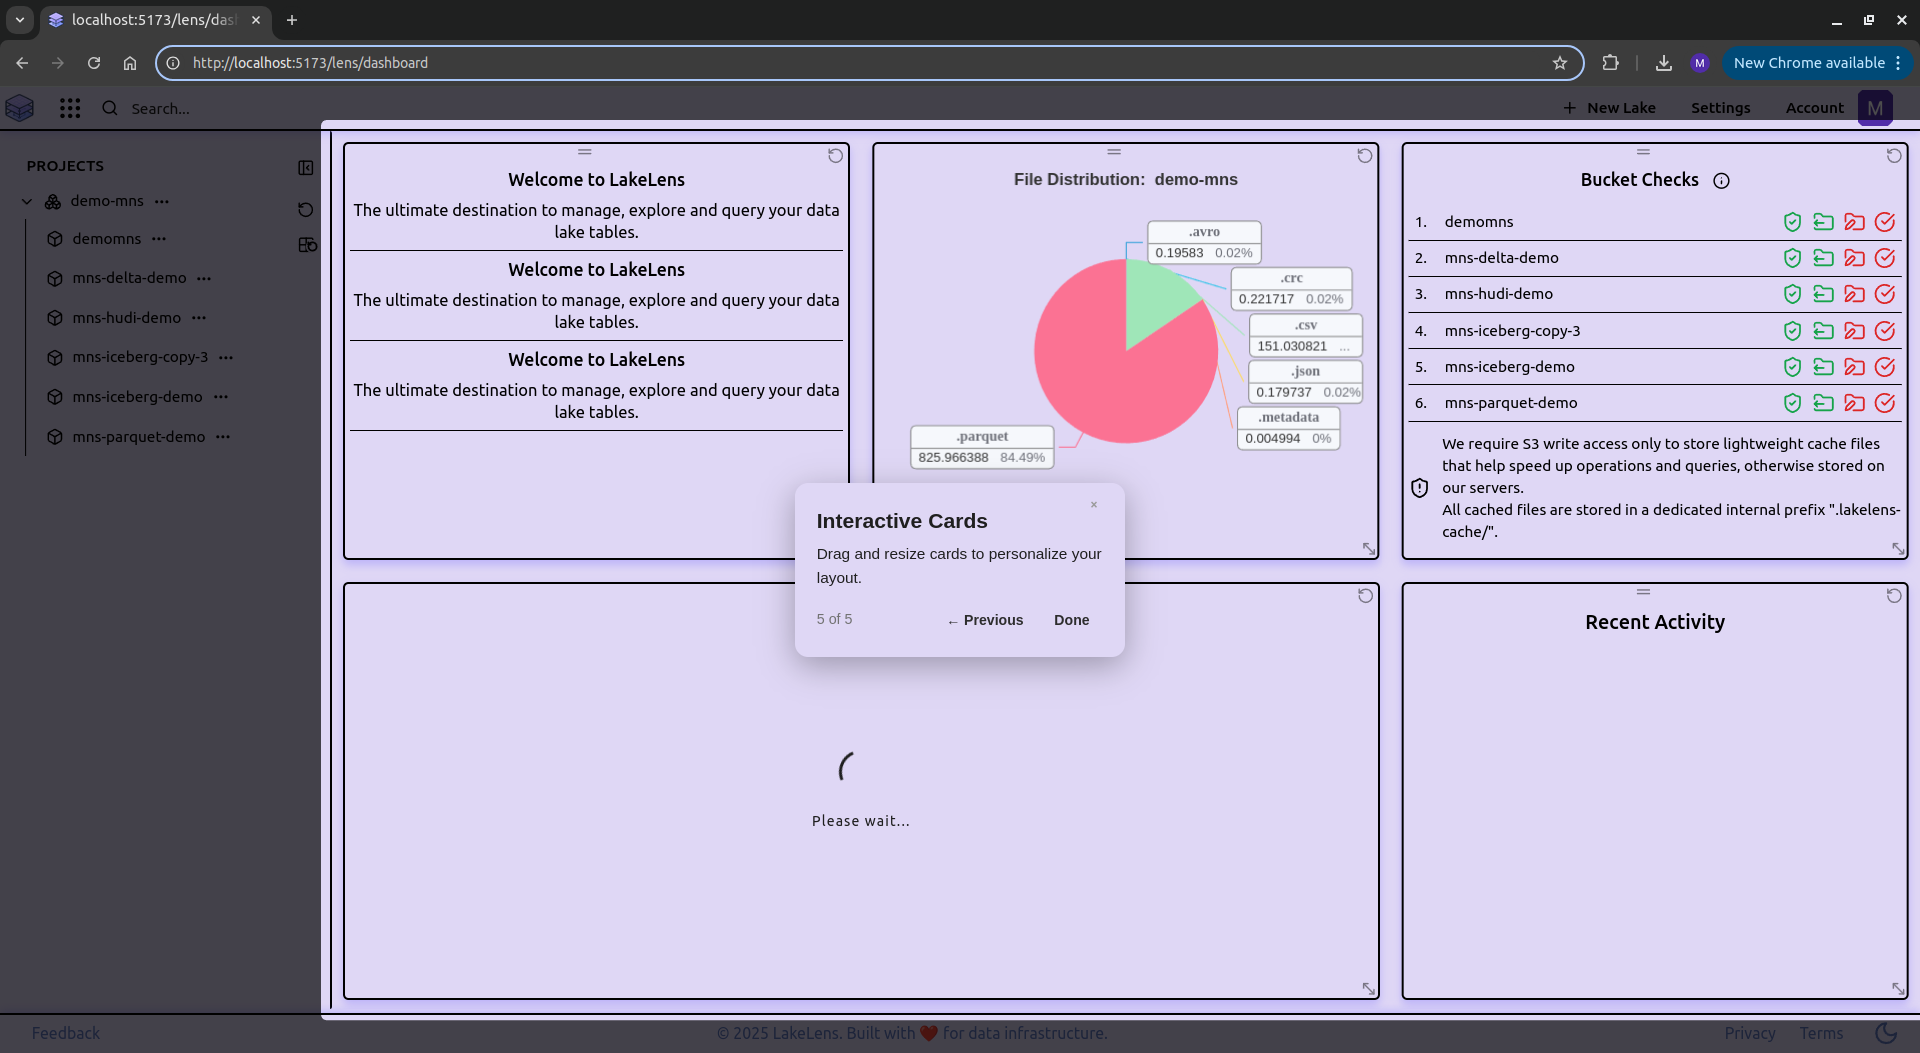 localhost:5173/lens/das
http://localhost:5173/lens/dashboard
M
New Chrome available
Search...
New Lake
Settings
Account
M
PROJECTS
demo-mns
demomns
mns-delta-demo
mns-hudi-demo
mns-iceberg-copy-3
mns-iceberg-demo
mns-parquet-demo
Welcome to LakeLens
The ultimate destination to manage, explore and query your data
lake tables.
Welcome to LakeLens
The ultimate destination to manage, explore and query your data
lake tables.
Welcome to LakeLens
The ultimate destination to manage, explore and query your data
lake tables.
File Distribution: demo-mns
.avro
0.19583 0.02%
.crc
0.221717 0.02%
.csv
151.030821 ...
.json
0.179737 0.02%
.metadata
0.004994 0%
.parquet
825.966388 84.49%
Bucket Checks
1. demomns
2. mns-delta-demo
3. mns-hudi-demo
4. mns-iceberg-copy-3
5. mns-iceberg-demo
6. mns-parquet-demo
We require S3 write access only to store lightweight cache files
that help speed up operations and queries, otherwise stored on
our servers.
All cached files are stored in a dedicated internal prefix ".lakelens-
cache/".
Interactive Cards
×
Drag and resize cards to personalize your
layout.
5 of 5
← Previous
Done
Please wait...
Recent Activity
Feedback
© 2025 LakeLens. Built with ❤️ for data infrastructure.
Privacy
Terms